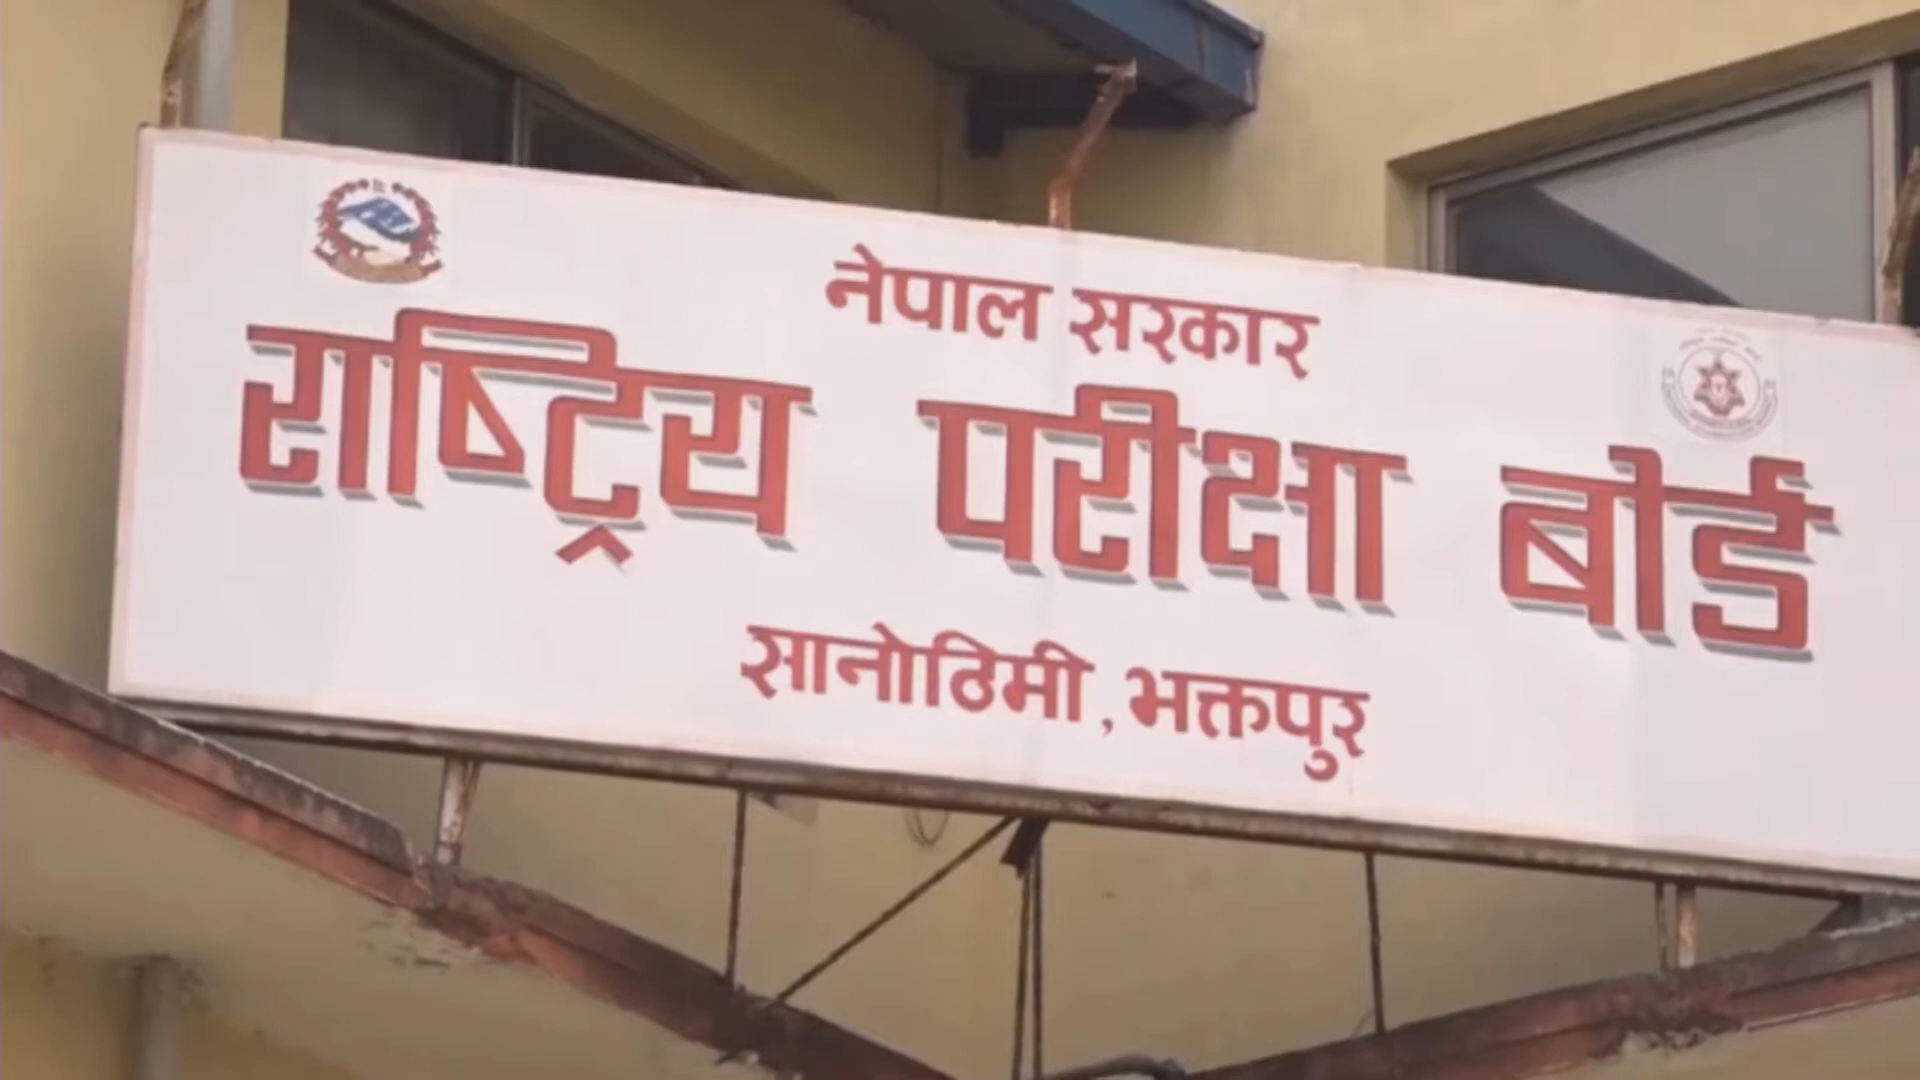 नेपाल सरकार
राष्ट्रिय परीक्षा बोर्ड
सानोठिमी, भक्तपुर